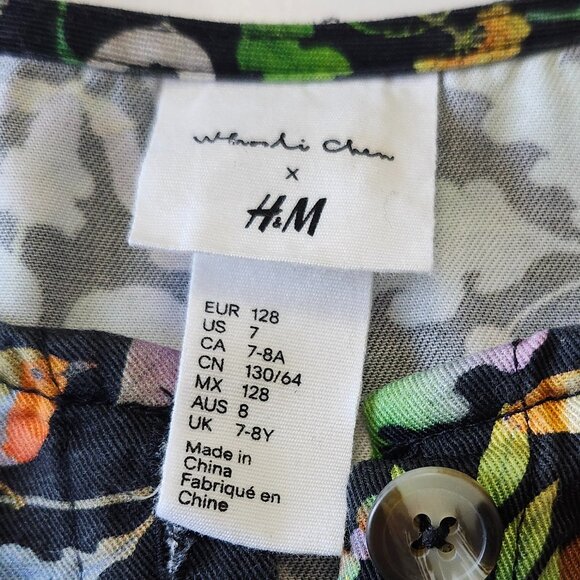 Chen
x
H&M
EUR 128
US 7
CA 7-8A
CN 130/64
MX 128
AUS 8
UK 7-8Y
Made in
China
Fabriqué en
Chine